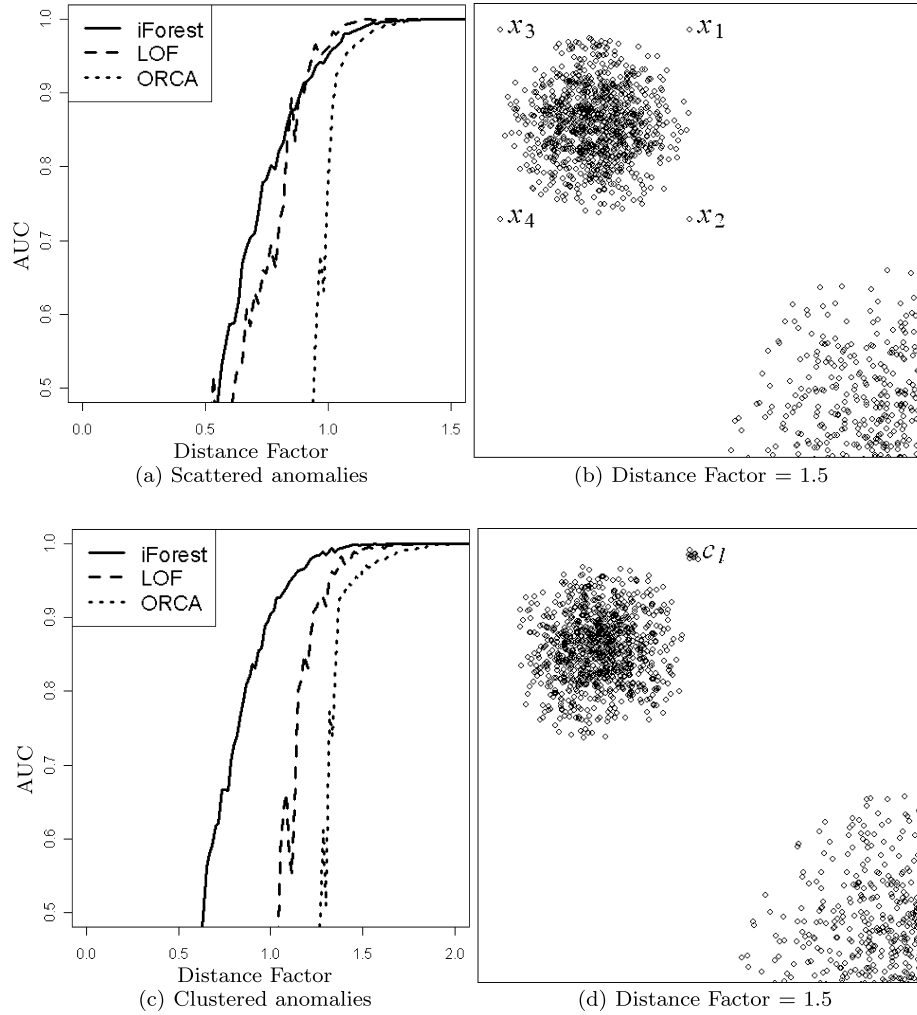 iForest
LOF
ORCA
AUC
0.5 0.6 0.7 0.8 0.9 1.0
0.0 0.5 1.0 1.5
Distance Factor
(a) Scattered anomalies
x3 x1
x4 x2
(b) Distance Factor = 1.5
iForest
LOF
ORCA
AUC
0.5 0.6 0.7 0.8 0.9 1.0
0.0 0.5 1.0 1.5 2.0
Distance Factor
(c) Clustered anomalies
c1
(d) Distance Factor = 1.5